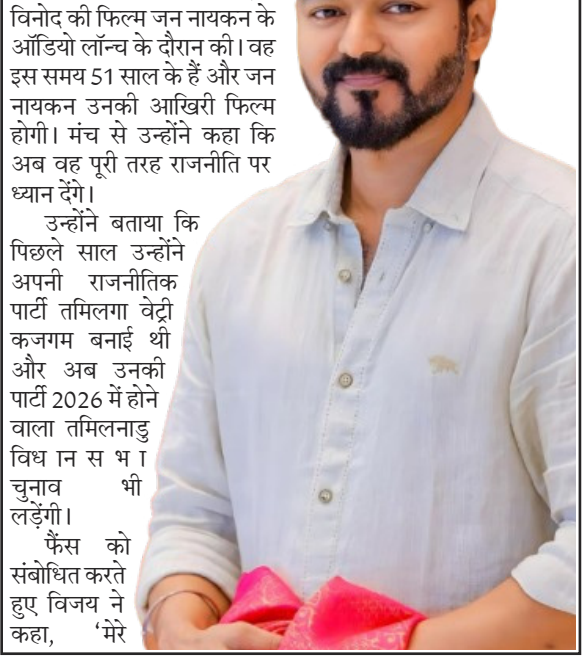 विनोद की फिल्म जन नायकन के
ऑडियो लॉन्च के दौरान की। वह
इस समय 51 साल के हैं और जन
नायकन उनकी आखिरी फिल्म
होगी। मंच से उन्होंने कहा कि
अब वह पूरी तरह राजनीति पर
ध्यान देंगे।
उन्होंने बताया कि
पिछले साल उन्होंने
अपनी राजनीतिक
पार्टी तमिलगा वेट्री
कजगम बनाई थी
और अब उनकी
पार्टी 2026 में होने
वाला तमिलनाडु
विधानसभा
चुनाव भी
लड़ेंगी।
फैंस को
संबोधित करते
हुए विजय ने
कहा, ‘मेरे